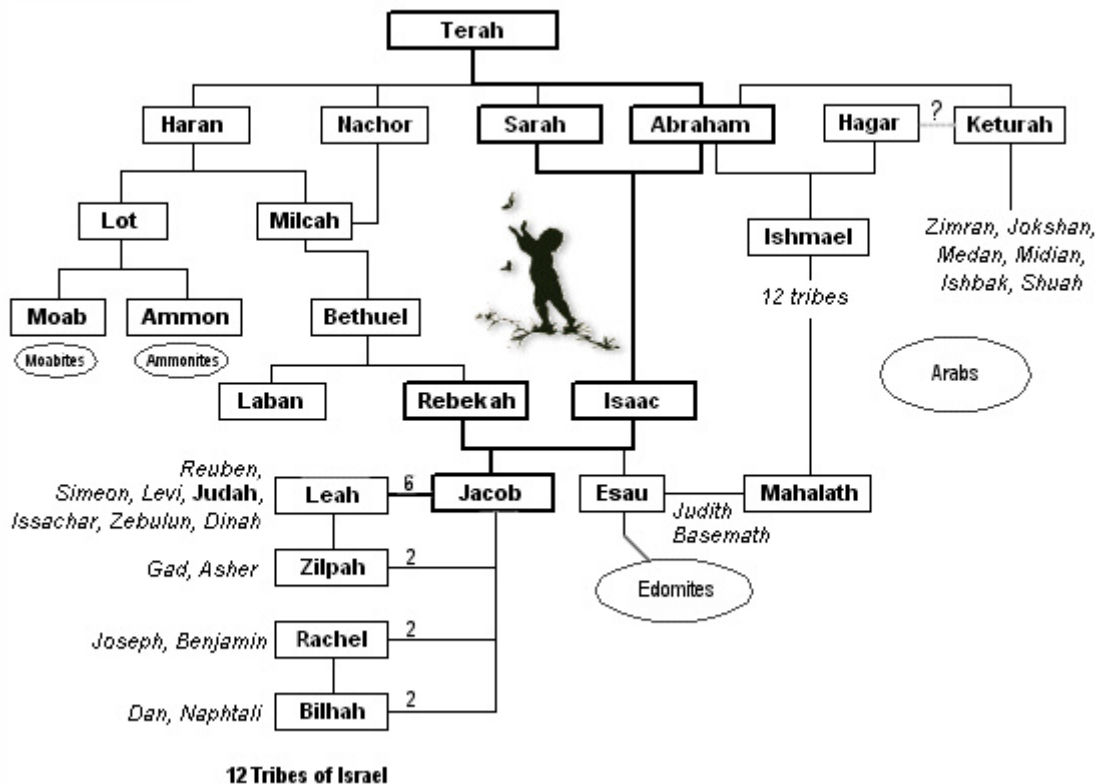 Terah
Haran
Nachor
Sarah
Abraham
Hagar
?
Keturah
Lot
Milcah
Ishmael
Zimran, Jokshan,
Medan, Midian,
Ishbak, Shuah
12 tribes
Moab
Ammon
Bethuel
Moabites
Ammonites
Arabs
Laban
Rebekah
Isaac
Reuben,
Simeon, Levi, Judah,
Issachar, Zebulun, Dinah
Leah
6
Jacob
Esau
Judith
Basemath
Mahalath
Gad, Asher
Zilpah
2
Edomites
Joseph, Benjamin
Rachel
2
Dan, Naphtali
Bilhah
2
12 Tribes of Israel